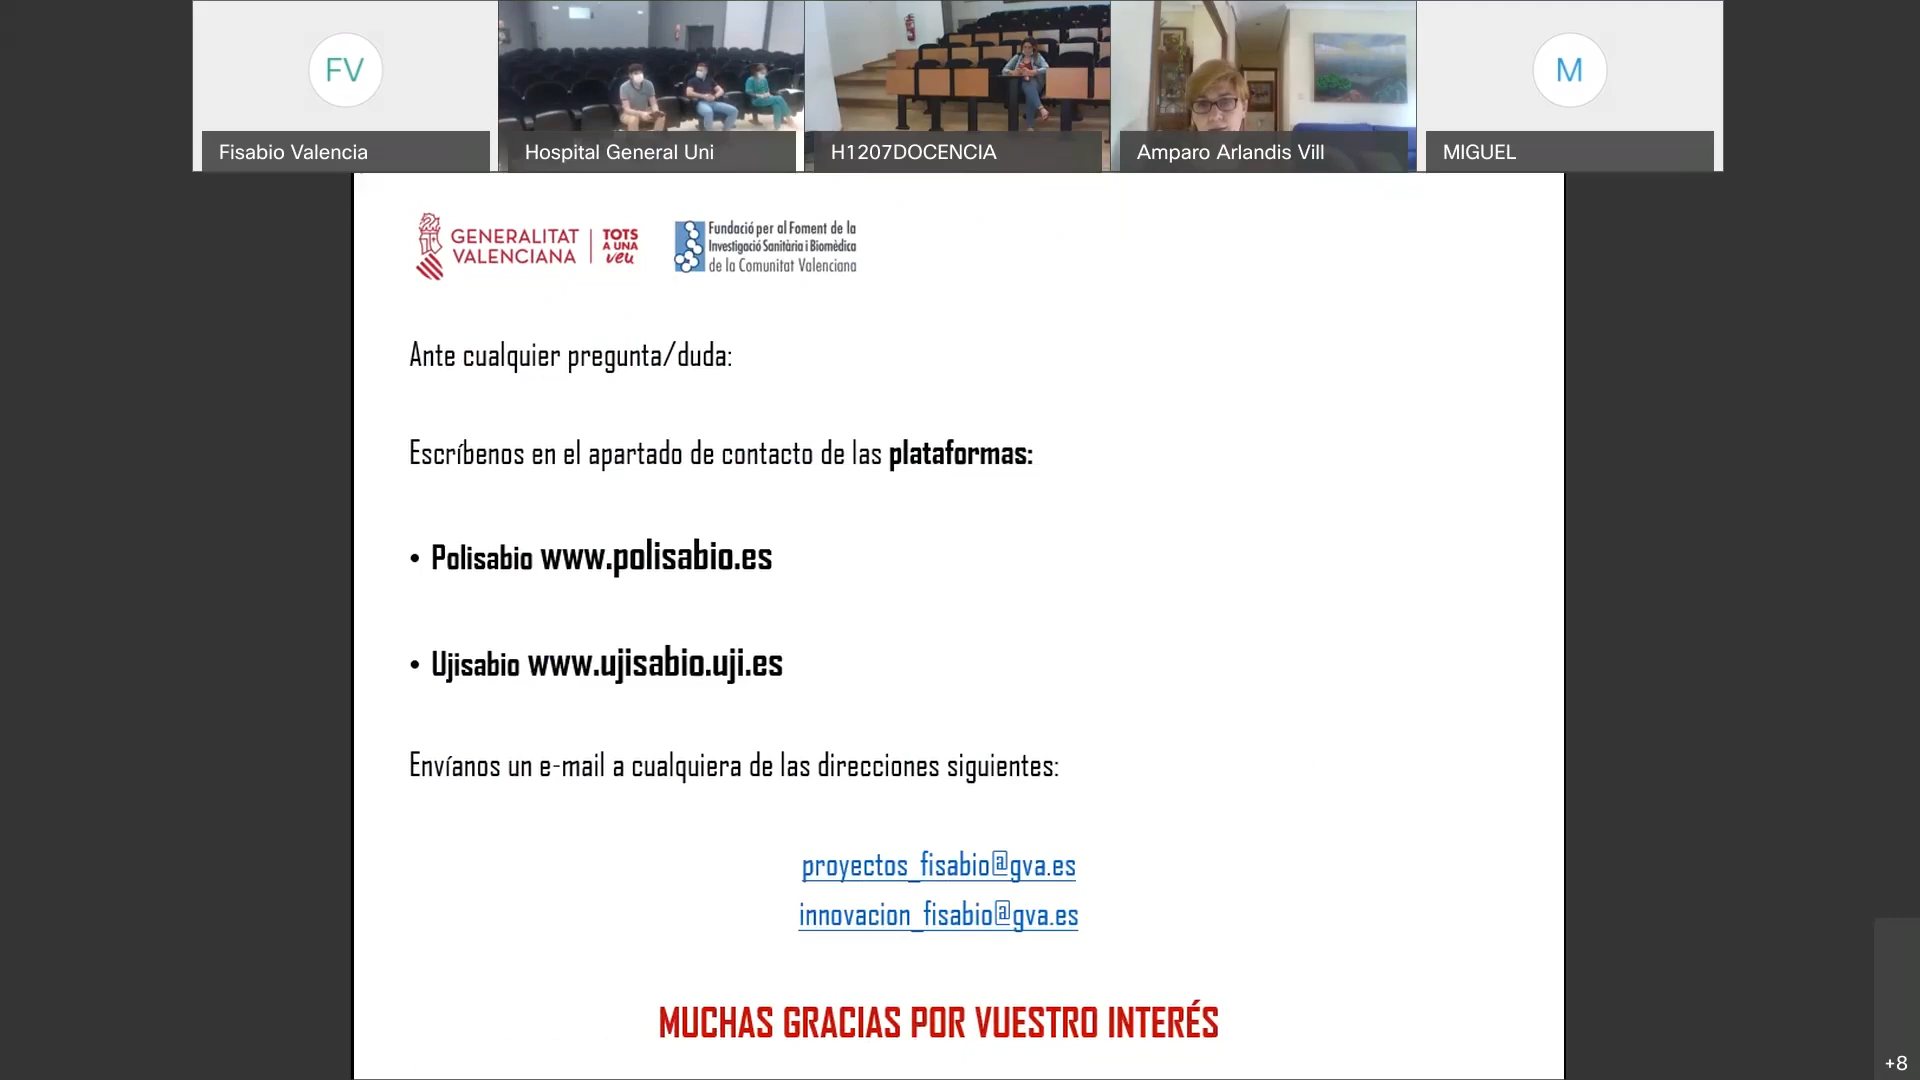 FV
M
Fisabio Valencia
Hospital General Uni
H1207DOCENCIA
Amparo Arlandis Vill
MIGUEL
GENERALITAT
VALENCIANA
TOTS
A UNA
veu
Fundació per al Foment de la
Investigació Sanitària i Biomèdica
de la Comunitat Valenciana
Ante cualquier pregunta/duda:
Escríbenos en el apartado de contacto de las plataformas:
• Polisabio www.polisabio.es
• Ujisabio www.ujisabio.uji.es
Envíanos un e-mail a cualquiera de las direcciones siguientes:
proyectos_fisabio@gva.es
innovacion_fisabio@gva.es
MUCHAS GRACIAS POR VUESTRO INTERÉS
+8